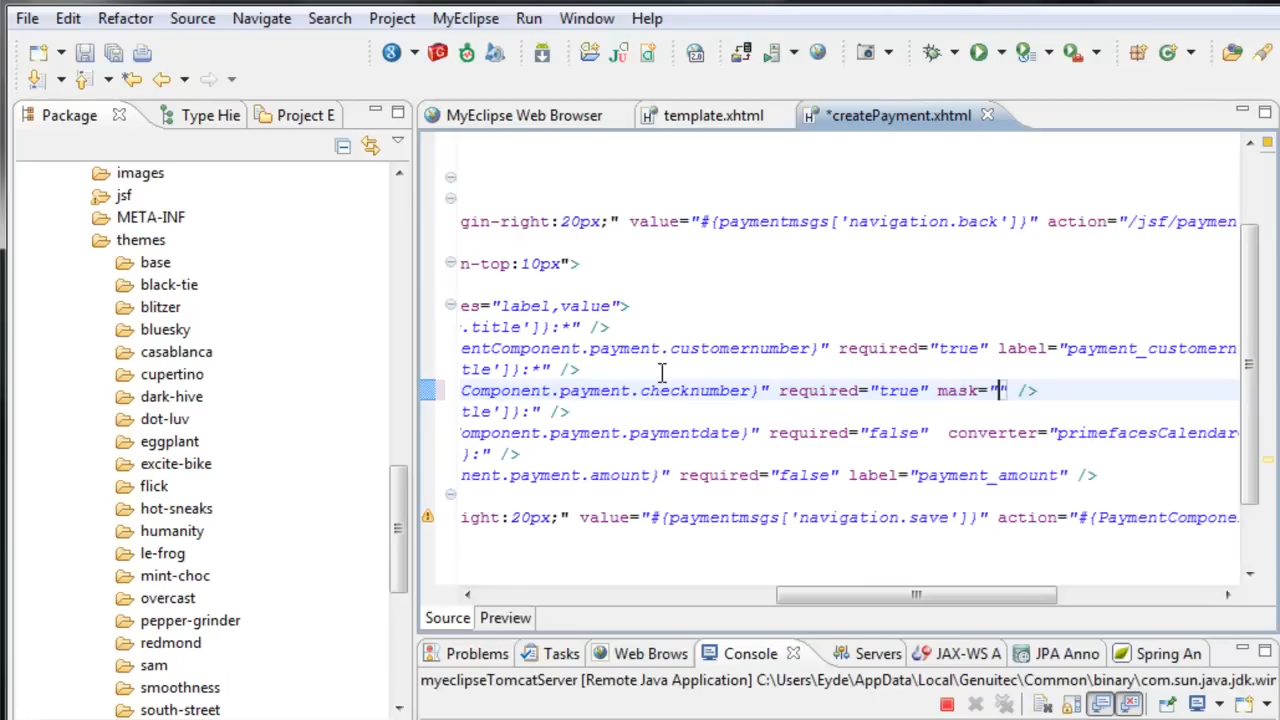 File Edit Refactor Source Navigate Search Project MyEclipse Run Window Help
Package Type Hie Project E
MyEclipse Web Browser template.xhtml *createPayment.xhtml
images
jsf
META-INF
themes
base
black-tie
blitzer
bluesky
casablanca
cupertino
dark-hive
dot-luv
eggplant
excite-bike
flick
hot-sneaks
humanity
le-frog
mint-choc
overcast
pepper-grinder
redmond
sam
smoothness
south-street
gin-right:20px;" value="#{paymentmsgs['navigation.back']}" action="/jsf/paymen
n-top:10px">
es="label,value">
.title']}:*" />
entComponent.payment.customernumber}" required="true" label="payment_customern
tle']}:*" />
Component.payment.checknumber}" required="true" mask="" />
tle']}:" />
omponent.payment.paymentdate}" required="false" converter="primefacesCalendar
}:" />
nent.payment.amount}" required="false" label="payment_amount" />
ight:20px;" value="#{paymentmsgs['navigation.save']}" action="#{PaymentCompone
Source Preview
Problems Tasks Web Brows Console Servers JAX-WS A JPA Anno Spring An
myeclipseTomcatServer [Remote Java Application] C:\Users\Eyde\AppData\Local\Genuitec\Common\binary\com.sun.java.jdk.wir